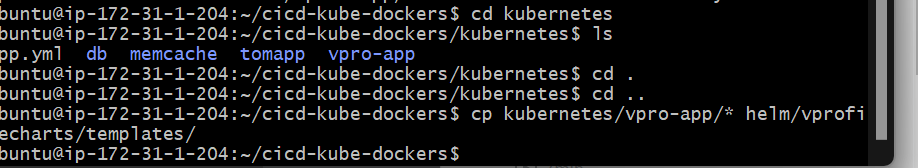 buntu@ip-172-31-1-204:~/cicd-kube-dockers$ cd kubernetes
buntu@ip-172-31-1-204:~/cicd-kube-dockers/kubernetes$ ls
pp.yml  db  memcache  tomapp  vpro-app
buntu@ip-172-31-1-204:~/cicd-kube-dockers/kubernetes$ cd .
buntu@ip-172-31-1-204:~/cicd-kube-dockers/kubernetes$ cd ..
buntu@ip-172-31-1-204:~/cicd-kube-dockers$ cp kubernetes/vpro-app/* helm/vprofi
echarts/templates/
buntu@ip-172-31-1-204:~/cicd-kube-dockers$